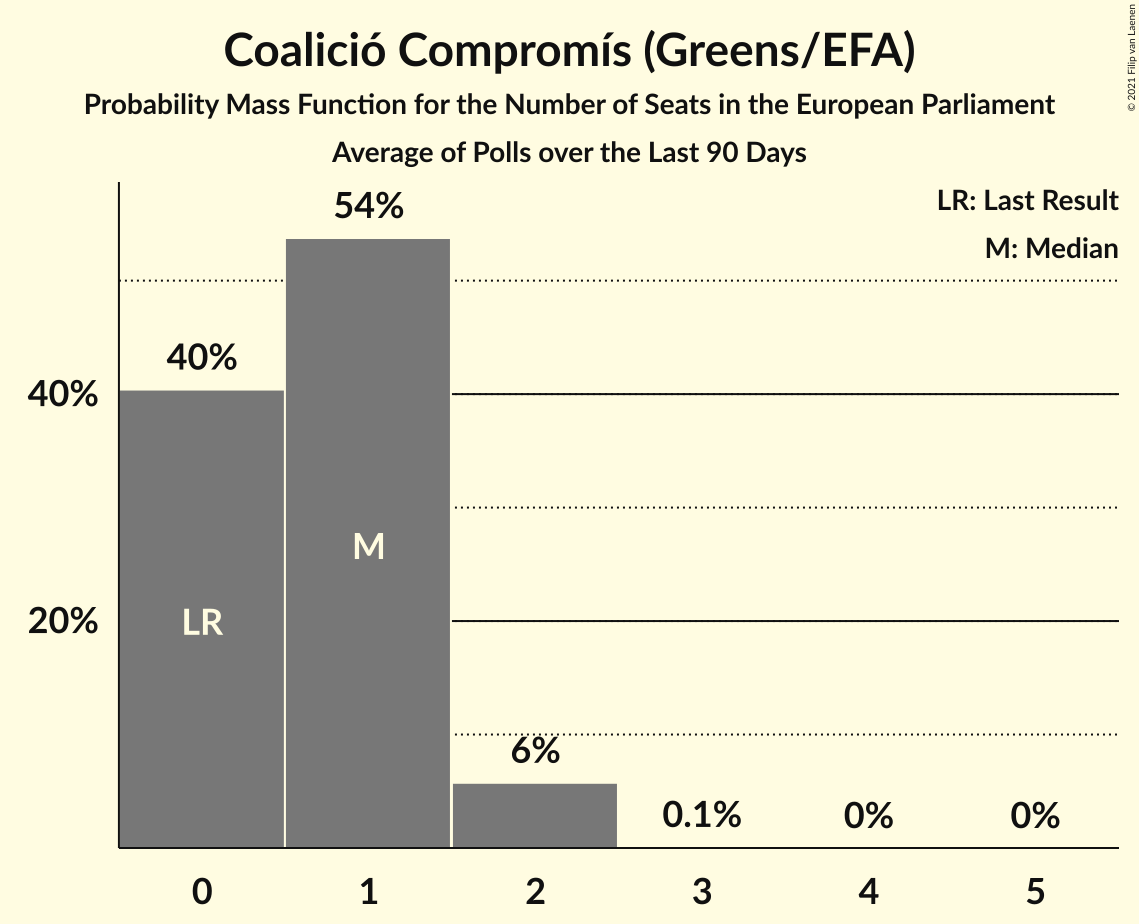 Coalició Compromís (Greens/EFA)
Probability Mass Function for the Number of Seats in the European Parliament
Average of Polls over the Last 90 Days
© 2021 Filip van Laenen
LR: Last Result
M: Median
54%
40%
40%
M
20%
LR
6%
0.1%
0%
0%
0 1 2 3 4 5